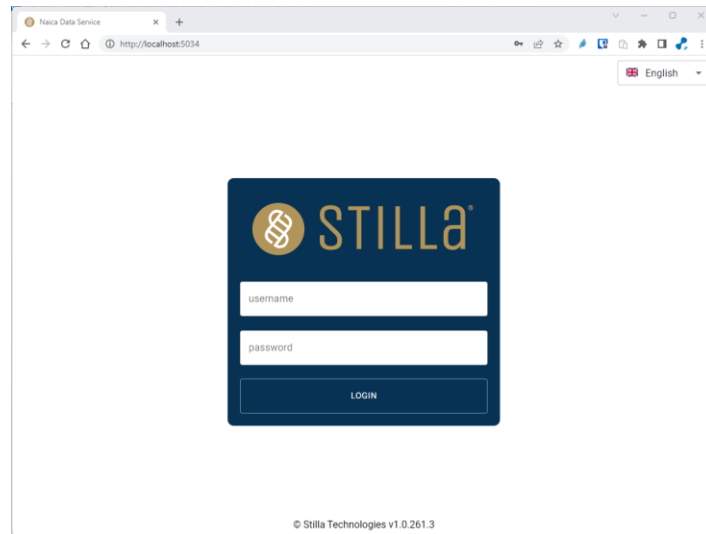 Naica Data Service
http://localhost:5034
English
STILLA®
username
password
LOGIN
© Stilla Technologies v1.0.261.3